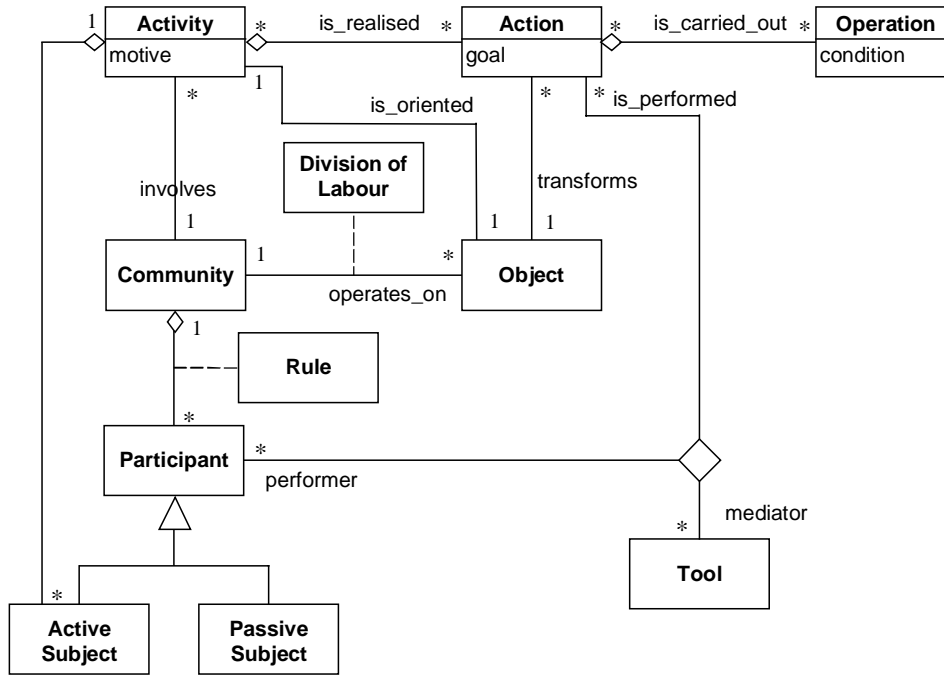 1 Activity * is_realised * Action * is_carried_out * Operation
motive goal condition
* 1 * * is_performed
is_oriented
Division of
Labour
involves transforms
1 1 1
Community 1 * Object
operates_on
1
Rule
*
Participant *
performer
mediator
*
Tool
*
Active
Subject
Passive
Subject